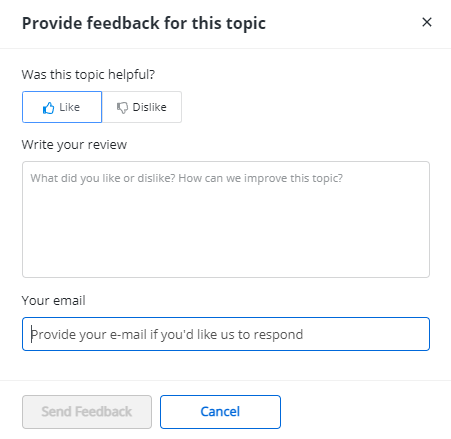 Provide feedback for this topic
Was this topic helpful?
Like Dislike
Write your review
What did you like or dislike? How can we improve this topic?
Your email
Provide your e-mail if you'd like us to respond
Send Feedback Cancel